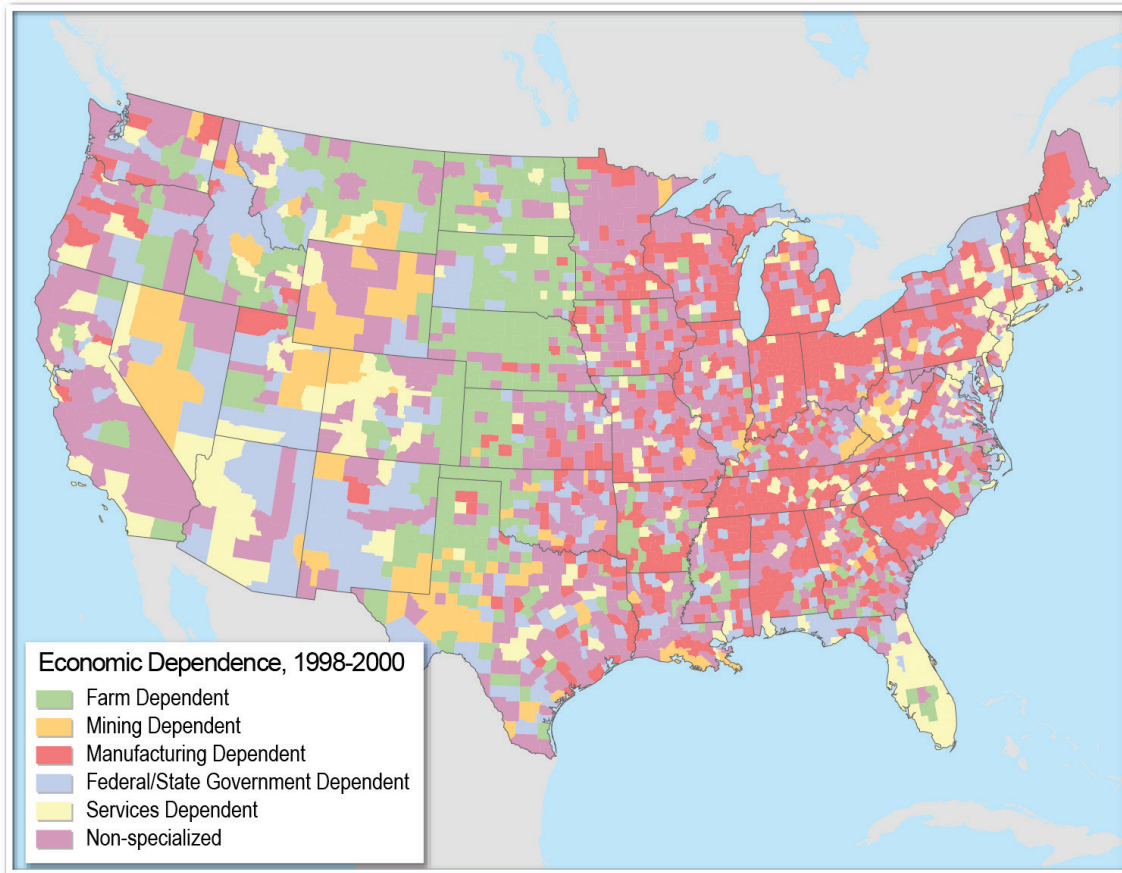 Economic Dependence, 1998-2000
Farm Dependent
Mining Dependent
Manufacturing Dependent
Federal/State Government Dependent
Services Dependent
Non-specialized